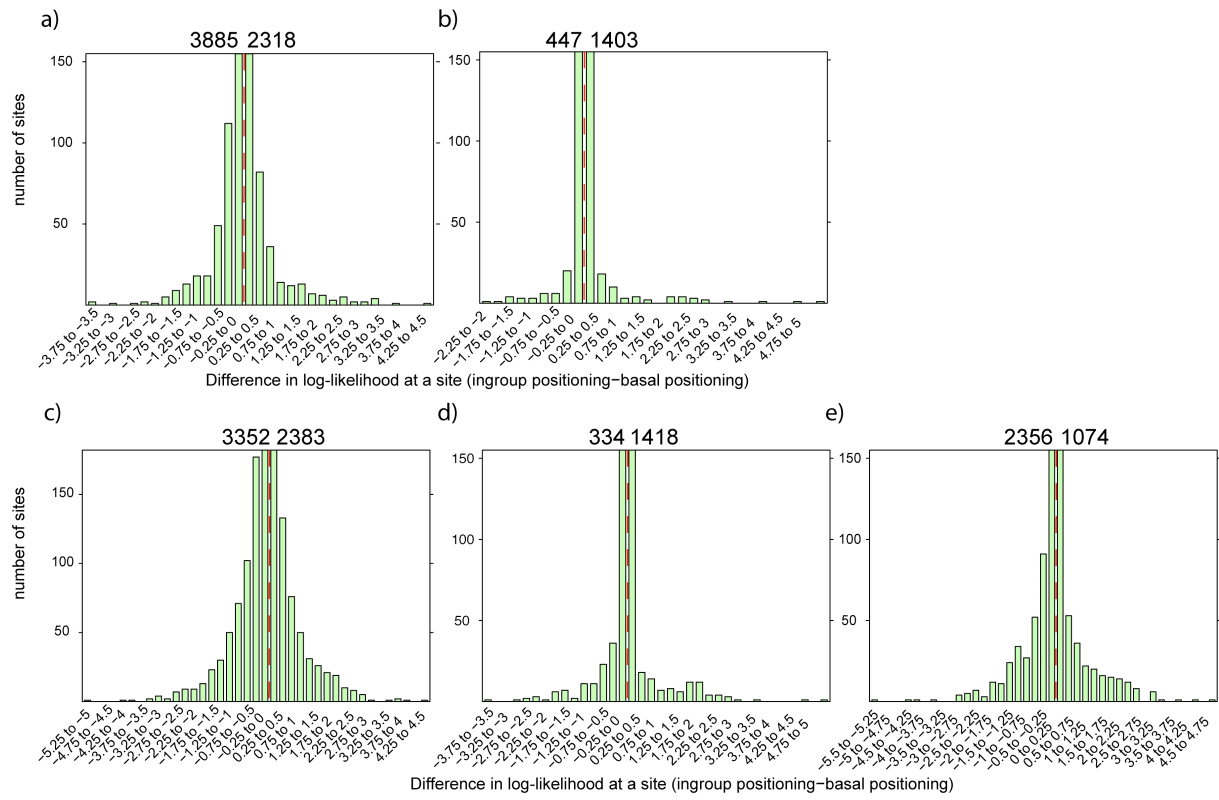 a)
3885 2318
number of sites
150
100
50
−3.75 to −3.5
−3.25 to −3
−2.75 to −2.5
−2.25 to −2
−1.75 to −1.5
−1.25 to −1
−0.75 to −0.5
−0.25 to 0
0.25 to 0.5
0.75 to 1
1.25 to 1.5
1.75 to 2
2.25 to 2.5
2.75 to 3
3.25 to 3.5
3.75 to 4
4.25 to 4.5
b)
447 1403
150
100
50
−2.25 to −2
−1.75 to −1.5
−1.25 to −1
−0.75 to −0.5
−0.25 to 0
0.25 to 0.5
0.75 to 1
1.25 to 1.5
1.75 to 2
2.25 to 2.5
2.75 to 3
3.25 to 3.5
3.75 to 4
4.25 to 4.5
4.75 to 5
Difference in log−likelihood at a site (ingroup positioning−basal positioning)
c)
3352 2383
number of sites
150
100
50
−5.25 to −5
−4.75 to −4.5
−4.25 to −4
−3.75 to −3.5
−3.25 to −3
−2.75 to −2.5
−2.25 to −2
−1.75 to −1.5
−1.25 to −1
−0.75 to −0.5
−0.25 to 0
0.25 to 0.5
0.75 to 1
1.25 to 1.5
1.75 to 2
2.25 to 2.5
2.75 to 3
3.25 to 3.5
3.75 to 4
4.25 to 4.5
d)
334 1418
150
100
50
−3.75 to −3.5
−3.25 to −3
−2.75 to −2.5
−2.25 to −2
−1.75 to −1.5
−1.25 to −1
−0.75 to −0.5
−0.25 to 0
0.25 to 0.5
0.75 to 1
1.25 to 1.5
1.75 to 2
2.25 to 2.5
2.75 to 3
3.25 to 3.5
3.75 to 4
4.25 to 4.5
4.75 to 5
e)
2356 1074
150
100
50
−5.5 to −5.25
−5 to −4.75
−4.5 to −4.25
−4 to −3.75
−3.5 to −3.25
−3 to −2.75
−2.5 to −2.25
−2 to −1.75
−1.5 to −1.25
−1 to −0.75
−0.5 to −0.25
0 to 0.25
0.5 to 0.75
1 to 1.25
1.5 to 1.75
2 to 2.25
2.5 to 2.75
3 to 3.25
3.5 to 3.75
4 to 4.25
4.5 to 4.75
Difference in log−likelihood at a site (ingroup positioning−basal positioning)